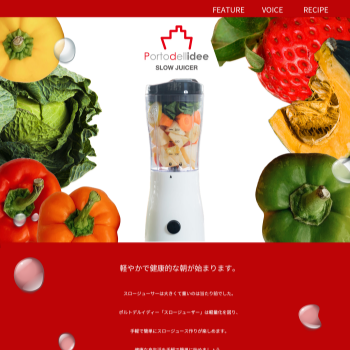 FEATURE VOICE RECIPE
Portodellidee
SLOW JUICER
軽やかで健康的な朝が始まります。
スロージューサーは大きくて重いのは当たり前でした。
ポルトデルイディー「スロージューサー」は軽量化を図り、
手軽で簡単にスロージュース作りが楽しめます。